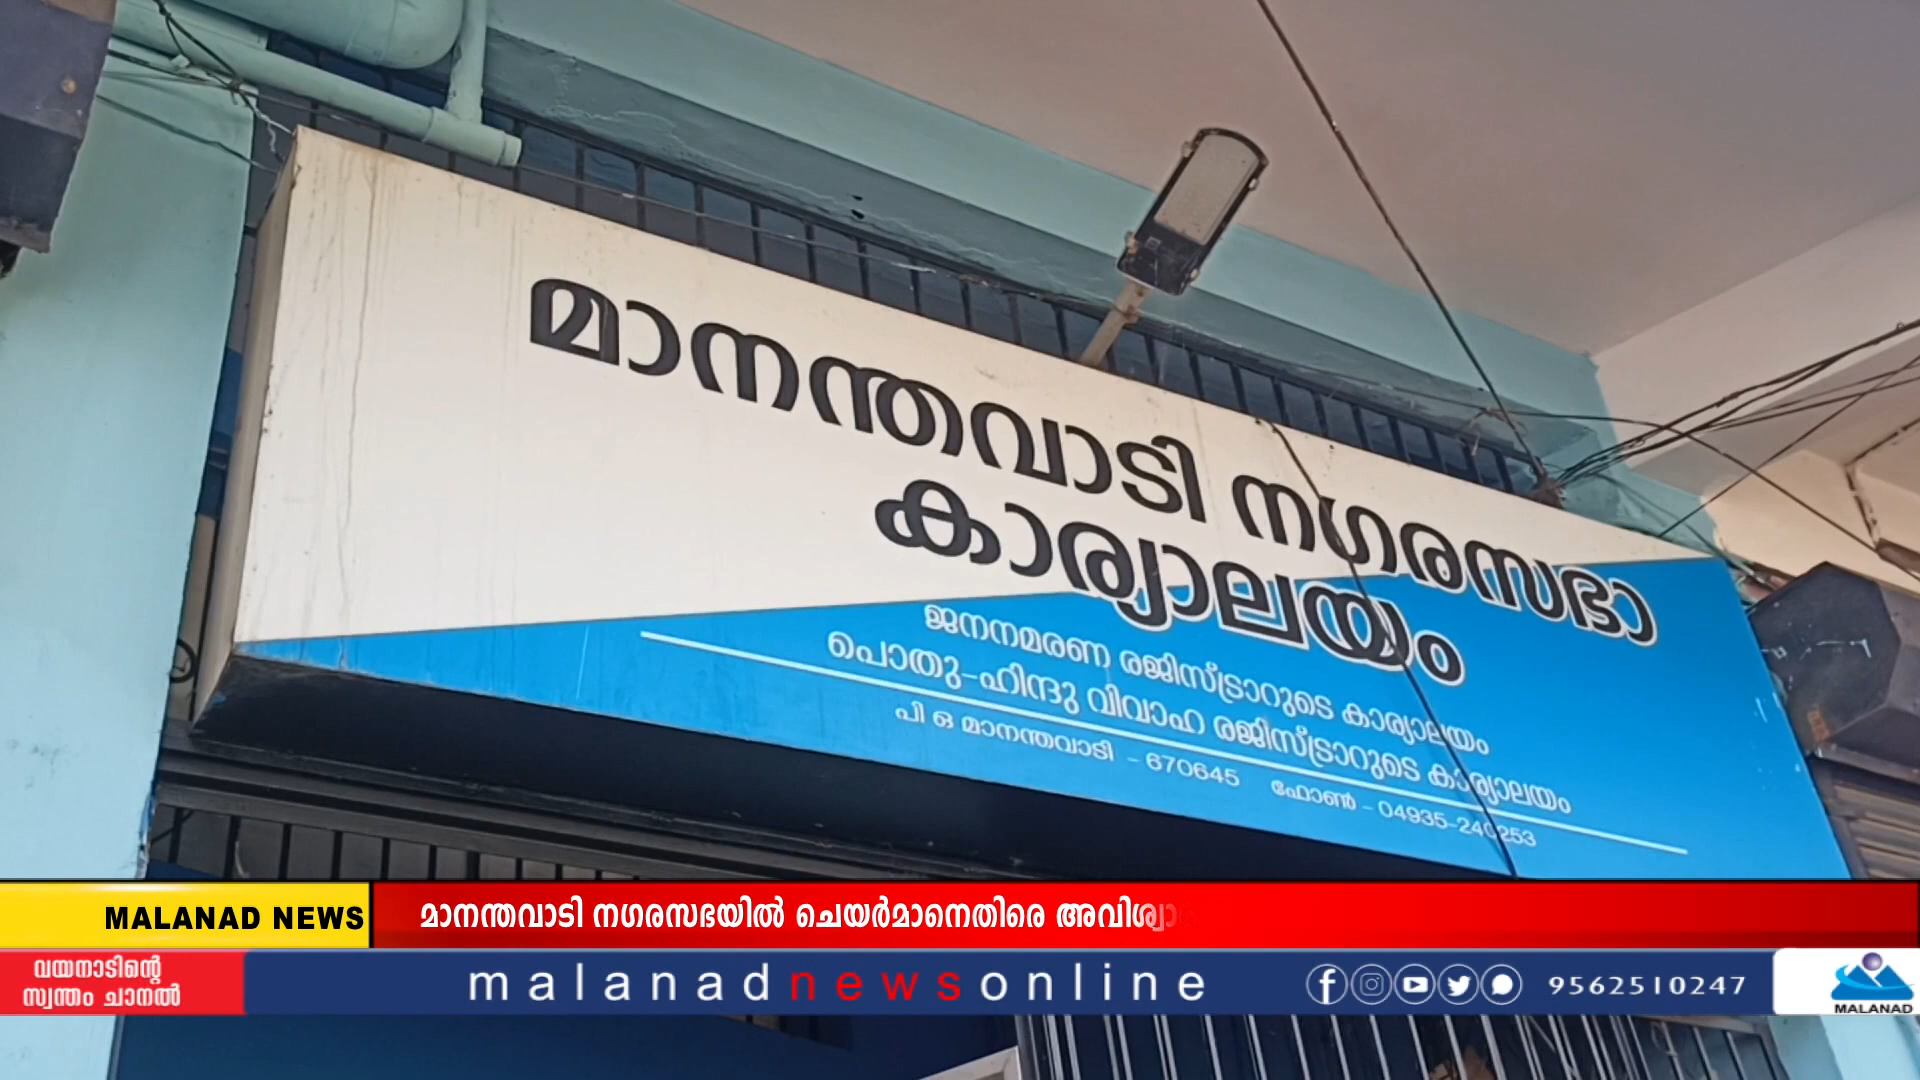 മാനന്തവാടി നഗരസഭാ
കാര്യാലയം
ജനനമരണ രജിസ്ട്രാറുടെ കാര്യാലയം
പൊതു-ഹിന്ദു വിവാഹ രജിസ്ട്രാറുടെ കാര്യാലയം
പി ഒ മാനന്തവാടി - 670645 ഫോൺ - 04935-240253
MALANAD NEWS
മാനന്തവാടി നഗരസഭയിൽ ചെയർമാനെതിരെ
വയനാടിന്റെ
സ്വന്തം ചാനൽ
malanadnewsonline
9562510247
MALANAD